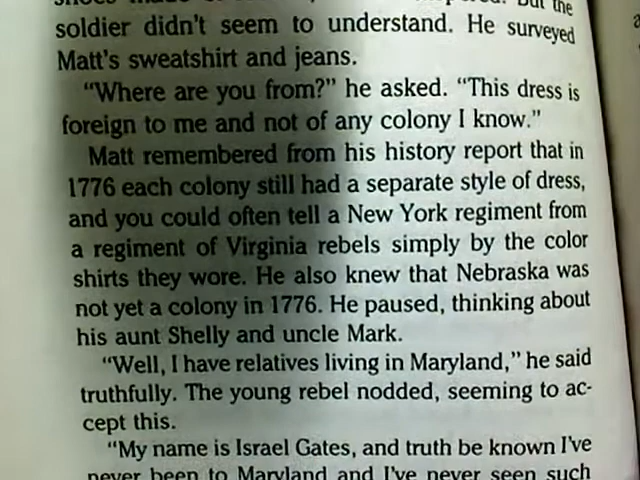 soldier didn't seem to understand. He surveyed
Matt's sweatshirt and jeans.
"Where are you from?" he asked. "This dress is
foreign to me and not of any colony I know."
Matt remembered from his history report that in
1776 each colony still had a separate style of dress,
and you could often tell a New York regiment from
a regiment of Virginia rebels simply by the color
shirts they wore. He also knew that Nebraska was
not yet a colony in 1776. He paused, thinking about
his aunt Shelly and uncle Mark.
"Well, I have relatives living in Maryland," he said
truthfully. The young rebel nodded, seeming to ac-
cept this.
"My name is Israel Gates, and truth be known I've
never been to Maryland and I've never seen such